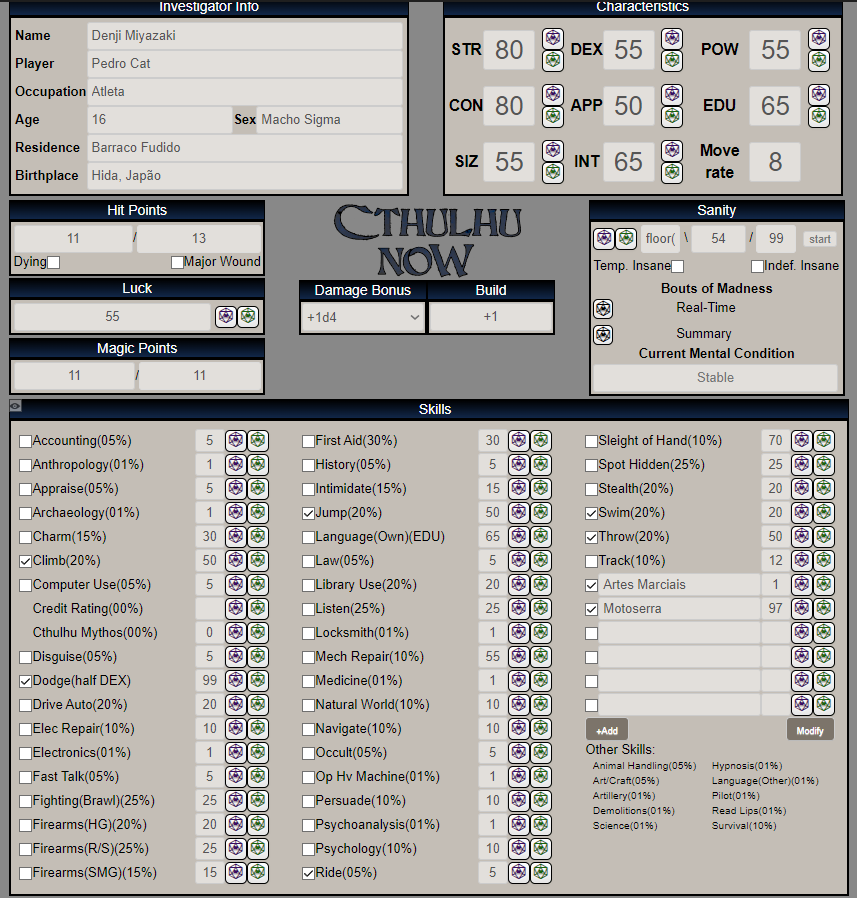 Investigator Info
Name Denji Miyazaki
Player Pedro Cat
Occupation Atleta
Age 16 Sex Macho Sigma
Residence Barraco Fudido
Birthplace Hida, Japão
Characteristics
STR 80 DEX 55 POW 55
CON 80 APP 50 EDU 65
SIZ 55 INT 65 Move rate 8
Hit Points
11 / 13
Dying Major Wound
Luck
55
Magic Points
11 / 11
CTHULHU
NOW
Damage Bonus Build
+1d4 +1
Sanity
floor( \ 54 / 99 start
Temp. Insane Indef. Insane
Bouts of Madness
Real-Time
Summary
Current Mental Condition
Stable
Skills
Accounting(05%) 5
Anthropology(01%) 1
Appraise(05%) 5
Archaeology(01%) 1
Charm(15%) 30
Climb(20%) 50
Computer Use(05%) 5
Credit Rating(00%)
Cthulhu Mythos(00%) 0
Disguise(05%) 5
Dodge(half DEX) 99
Drive Auto(20%) 20
Elec Repair(10%) 10
Electronics(01%) 1
Fast Talk(05%) 5
Fighting(Brawl)(25%) 25
Firearms(HG)(20%) 20
Firearms(R/S)(25%) 25
Firearms(SMG)(15%) 15
First Aid(30%) 30
History(05%) 5
Intimidate(15%) 15
Jump(20%) 50
Language(Own)(EDU) 65
Law(05%) 5
Library Use(20%) 20
Listen(25%) 25
Locksmith(01%) 1
Mech Repair(10%) 55
Medicine(01%) 1
Natural World(10%) 10
Navigate(10%) 10
Occult(05%) 5
Op Hv Machine(01%) 1
Persuade(10%) 10
Psychoanalysis(01%) 1
Psychology(10%) 10
Ride(05%) 5
Sleight of Hand(10%) 70
Spot Hidden(25%) 25
Stealth(20%) 20
Swim(20%) 20
Throw(20%) 50
Track(10%) 12
Artes Marciais 1
Motoserra 97
+Add Modify
Other Skills:
Animal Handling(05%) Hypnosis(01%)
Art/Craft(05%) Language(Other)(01%)
Artillery(01%) Pilot(01%)
Demolitions(01%) Read Lips(01%)
Science(01%) Survival(10%)